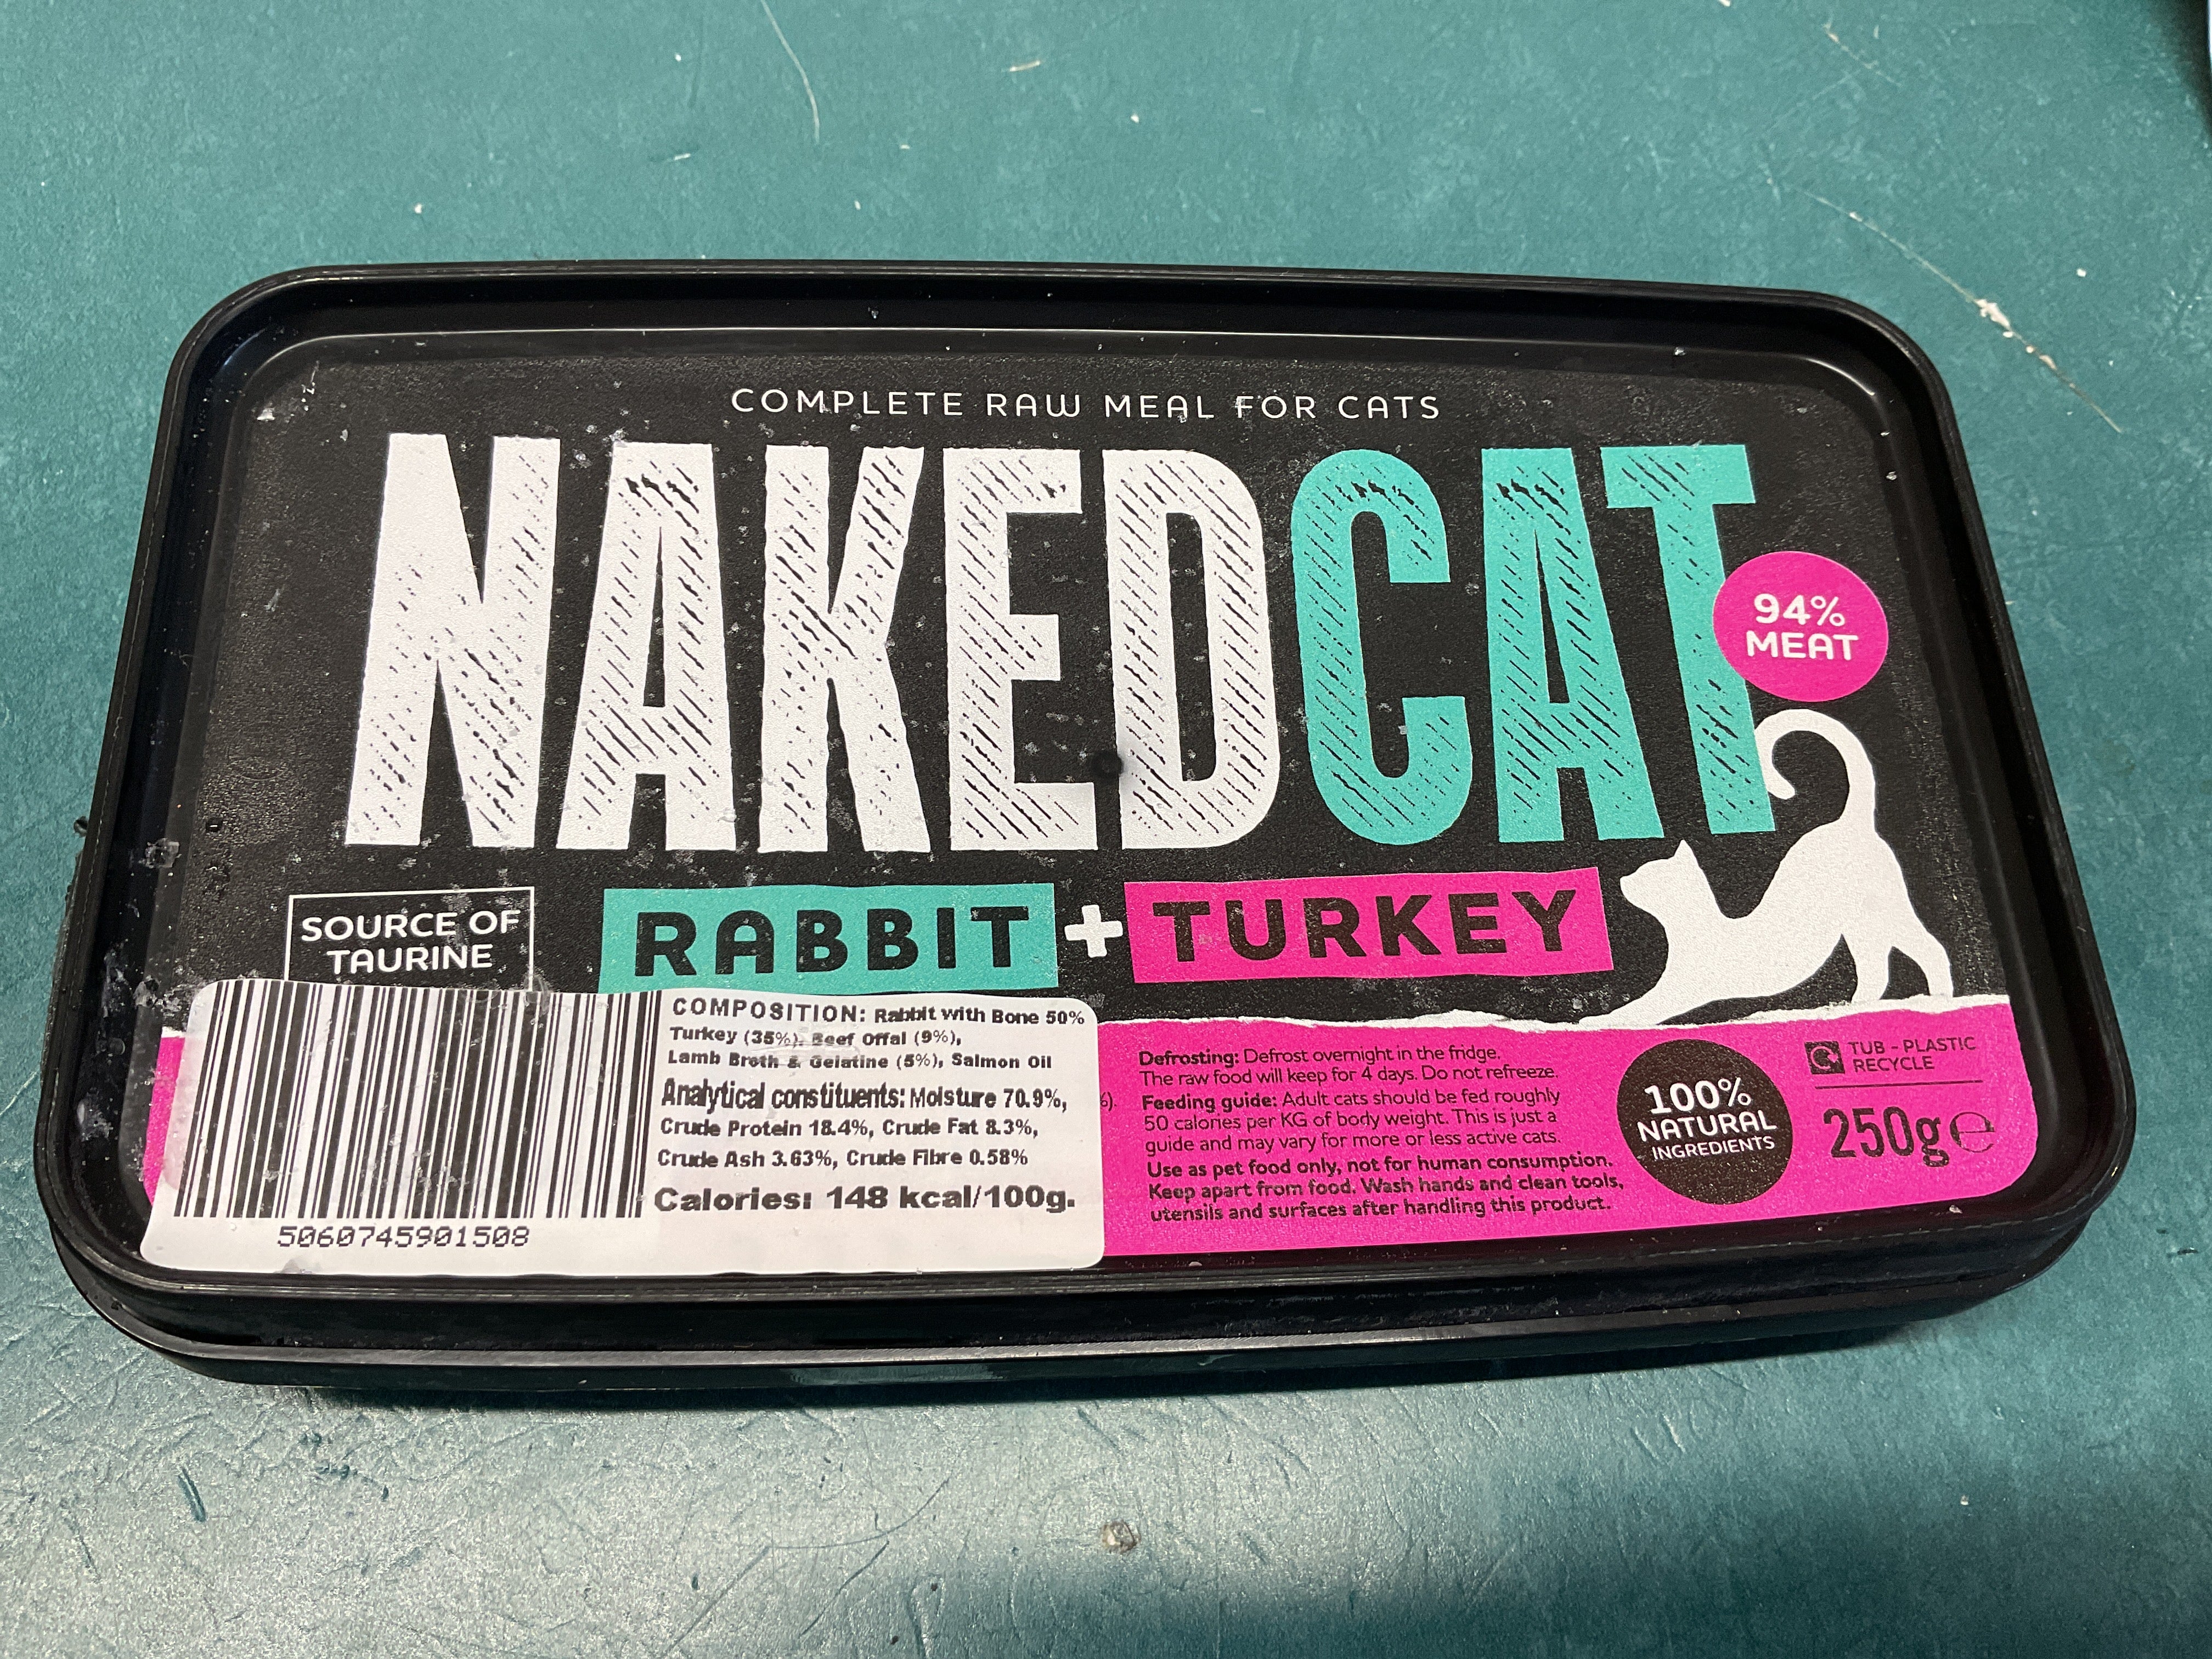 COMPLETE RAW MEAL FOR CATS
NAKEDCAT
94%
MEAT
SOURCE OF
TAURINE
RABBIT + TURKEY
COMPOSITION: Rabbit with Bone 50%
Turkey (35%), Beef Offal (9%),
Lamb Broth & Gelatine (5%), Salmon Oil
Analytical constituents: Moisture 70.9%,
Crude Protein 18.4%, Crude Fat 8.3%,
Crude Ash 3.63%, Crude Fibre 0.58%
Calories: 148 kcal/100g.
5060745901508
Defrosting: Defrost overnight in the fridge.
The raw food will keep for 4 days. Do not refreeze.
Feeding guide: Adult cats should be fed roughly
50 calories per KG of body weight. This is just a
guide and may vary for more or less active cats.
Use as pet food only, not for human consumption.
Keep apart from food. Wash hands and clean tools,
utensils and surfaces after handling this product.
100%
NATURAL
INGREDIENTS
TUB - PLASTIC
RECYCLE
250g℮